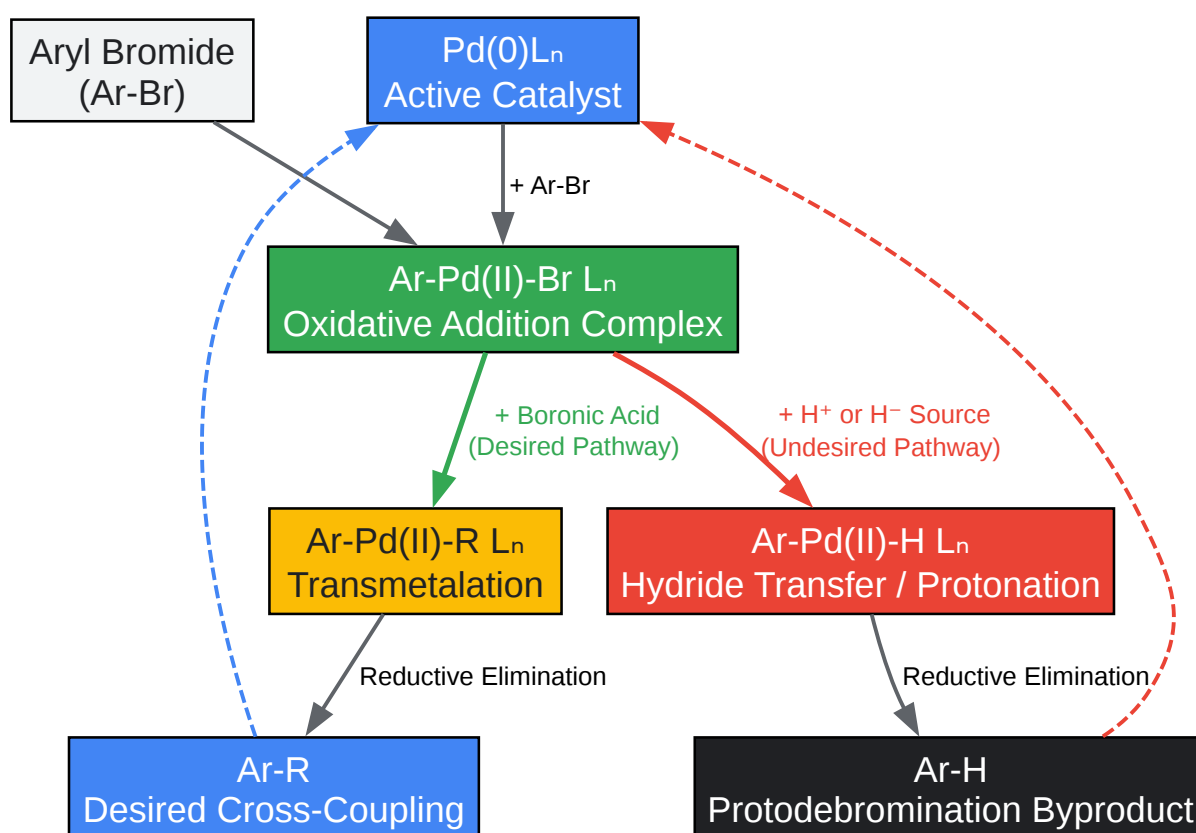 Aryl Bromide
(Ar-Br)
Pd(0)Lₙ
Active Catalyst
+ Ar-Br
Ar-Pd(II)-Br Lₙ
Oxidative Addition Complex
+ Boronic Acid
(Desired Pathway)
+ H⁺ or H⁻ Source
(Undesired Pathway)
Ar-Pd(II)-R Lₙ
Transmetalation
Ar-Pd(II)-H Lₙ
Hydride Transfer / Protonation
Reductive Elimination
Reductive Elimination
Ar-R
Desired Cross-Coupling
Ar-H
Protodebromination Byproduct